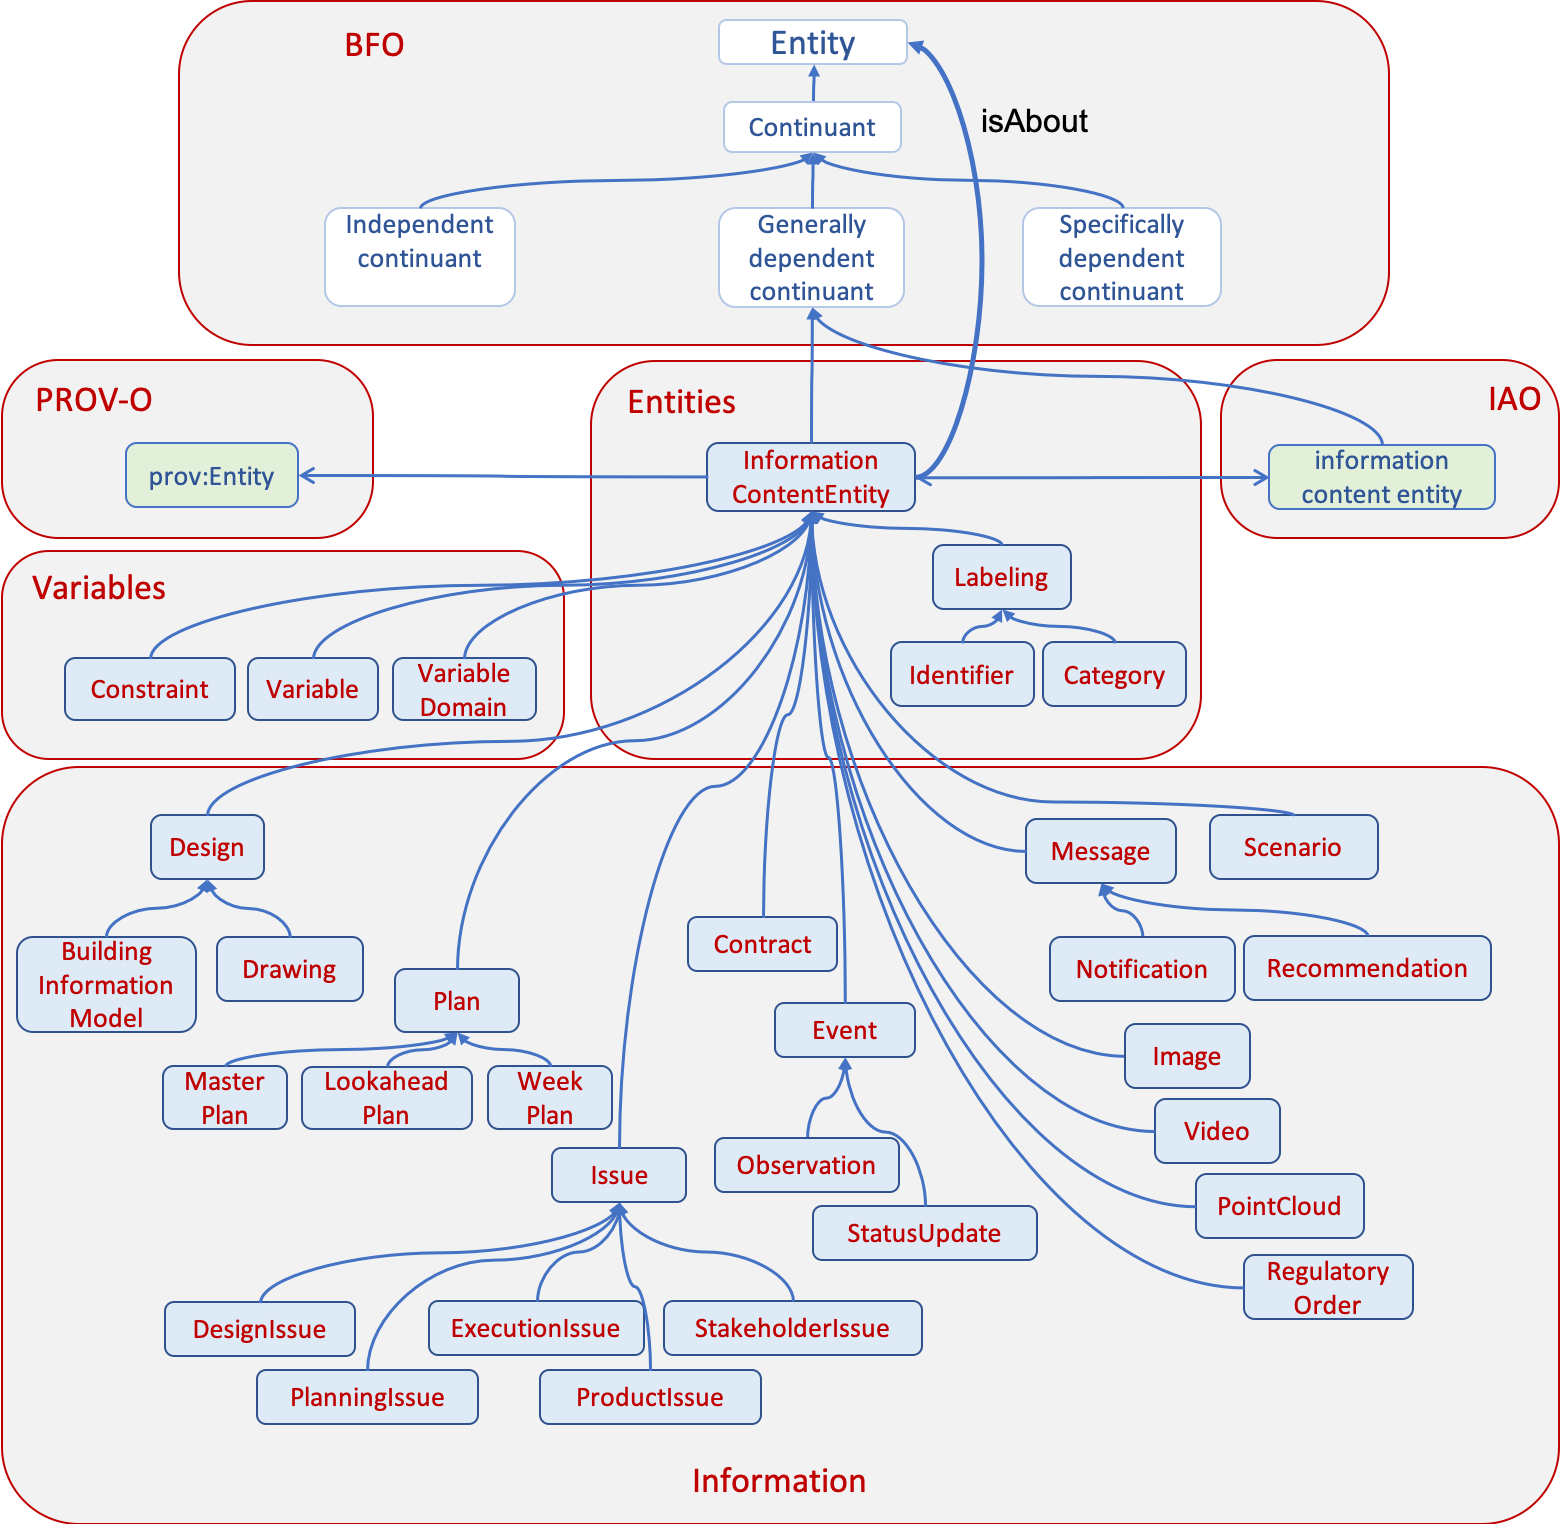 BFO
Entity
isAbout
Continuant
Independent
continuant
Generally
dependent
continuant
Specifically
dependent
continuant
PROV-O
prov:Entity
Entities
Information
ContentEntity
IAO
information
content entity
Labeling
Identifier
Category
Variables
Constraint
Variable
Variable
Domain
Design
Building
Information
Model
Drawing
Plan
Master
Plan
Lookahead
Plan
Week
Plan
Issue
DesignIssue
PlanningIssue
ExecutionIssue
ProductIssue
StakeholderIssue
Contract
Event
Observation
StatusUpdate
Message
Notification
Recommendation
Scenario
Image
Video
PointCloud
Regulatory
Order
Information